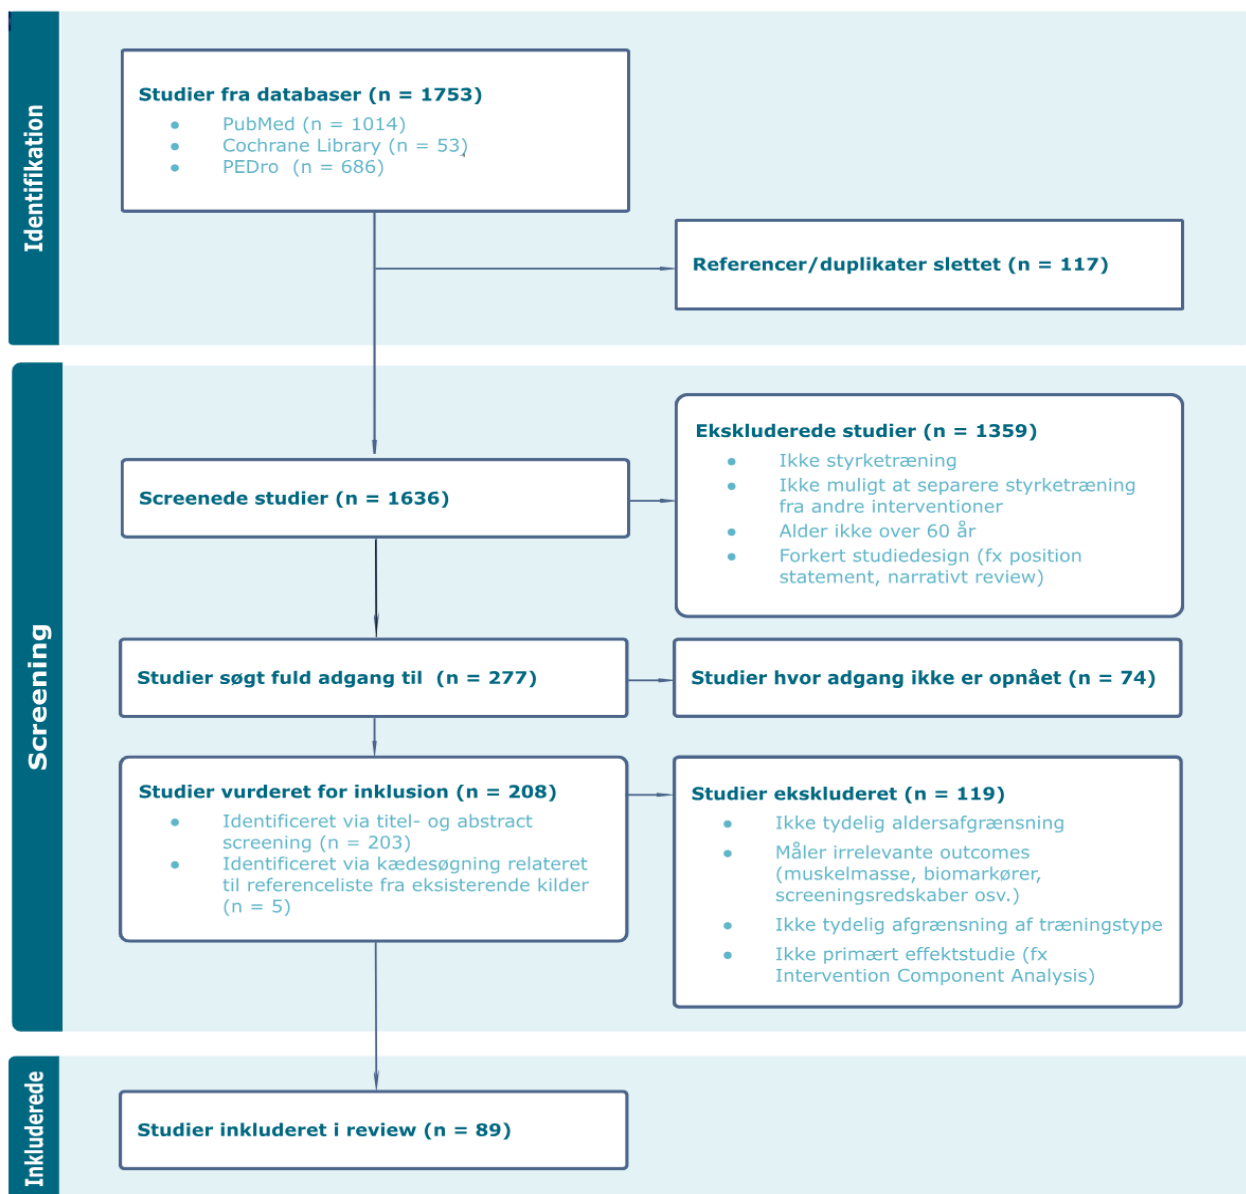 Identifikation
Studier fra databaser (n = 1753)
● PubMed (n = 1014)
● Cochrane Library (n = 53)
● PEDro (n = 686)
Referencer/duplikater slettet (n = 117)
Screening
Screenede studier (n = 1636)
Ekskluderede studier (n = 1359)
● Ikke styrketræning
● Ikke muligt at separere styrketræning
fra andre interventioner
● Alder ikke over 60 år
● Forkert studiedesign (fx position
statement, narrativt review)
Studier søgt fuld adgang til (n = 277)
Studier hvor adgang ikke er opnået (n = 74)
Studier vurderet for inklusion (n = 208)
● Identificeret via titel- og abstract
screening (n = 203)
● Identificeret via kædesøgning relateret
til referenceliste fra eksisterende kilder
(n = 5)
Studier ekskluderet (n = 119)
● Ikke tydelig aldersafgrænsning
● Måler irrelevante outcomes
(muskelmasse, biomarkører,
screeningsredskaber osv.)
● Ikke tydelig afgrænsning af træningstype
● Ikke primært effektstudie (fx
Intervention Component Analysis)
Inkluderede
Studier inkluderet i review (n = 89)